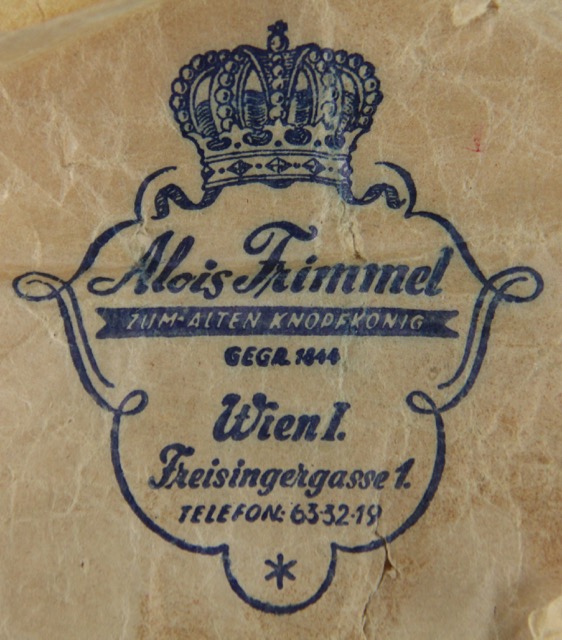 Alois Frimmel
ZUM ALTEN KNOPFKÖNIG
GEGR. 1844
Wien I.
Freisingergasse 1.
TELEFON: 63-32-19